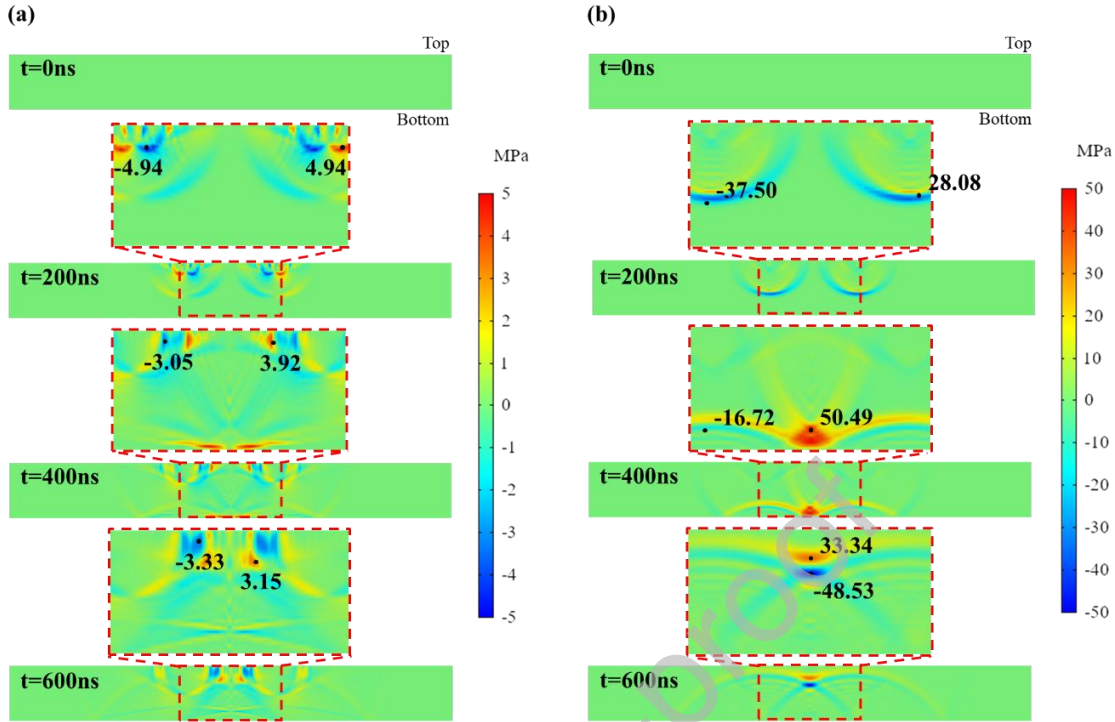 (a)
Top
t=0ns
Bottom
MPa
-4.94
4.94
5
4
3
2
1
0
-1
-2
-3
-4
-5
t=200ns
-3.05
3.92
t=400ns
-3.33
3.15
t=600ns
(b)
Top
t=0ns
Bottom
MPa
-37.50
28.08
50
40
30
20
10
0
-10
-20
-30
-40
-50
t=200ns
-16.72
50.49
t=400ns
33.34
-48.53
t=600ns
proof